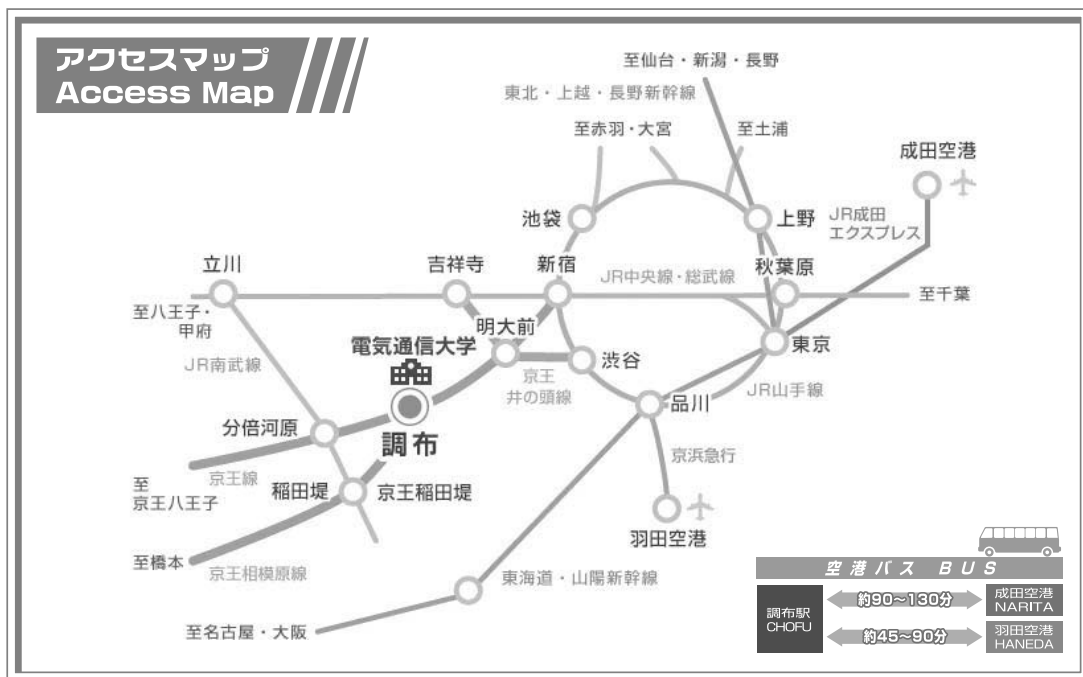 アクセスマップ
Access Map
至仙台・新潟・長野
東北・上越・長野新幹線
至赤羽・大宮
至土浦
成田空港
池袋
上野
JR成田
エクスプレス
立川
吉祥寺
新宿
JR中央線・総武線
秋葉原
至八王子・
甲府
至千葉
明大前
電気通信大学
東京
JR南武線
渋谷
京王
井の頭線
JR山手線
品川
分倍河原
調布
京王線
京浜急行
至
京王八王子
稲田堤
京王稲田堤
羽田空港
至橋本
京王相模原線
東海道・山陽新幹線
至名古屋・大阪
空港バス BUS
調布駅
CHOFU
約90~130分
成田空港
NARITA
約45~90分
羽田空港
HANEDA